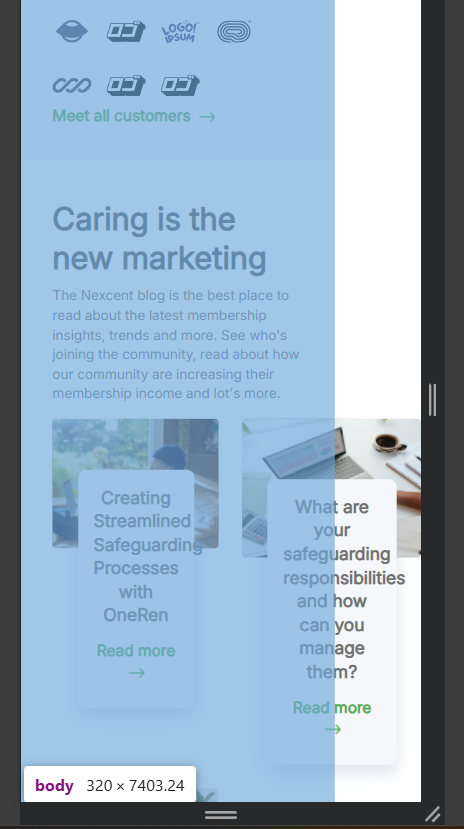 LOGO!
IPSUM
Meet all customers →
Caring is the
new marketing
The Nexcent blog is the best place to
read about the latest membership
insights, trends and more. See who's
joining the community, read about how
our community are increasing their
membership income and lot's more.
Creating
Streamlined
Safeguarding
Processes
with
OneRen
Read more
→
What are
your
safeguarding
responsibilities
and how
can you
manage
them?
Read more
→
body 320 × 7403.24